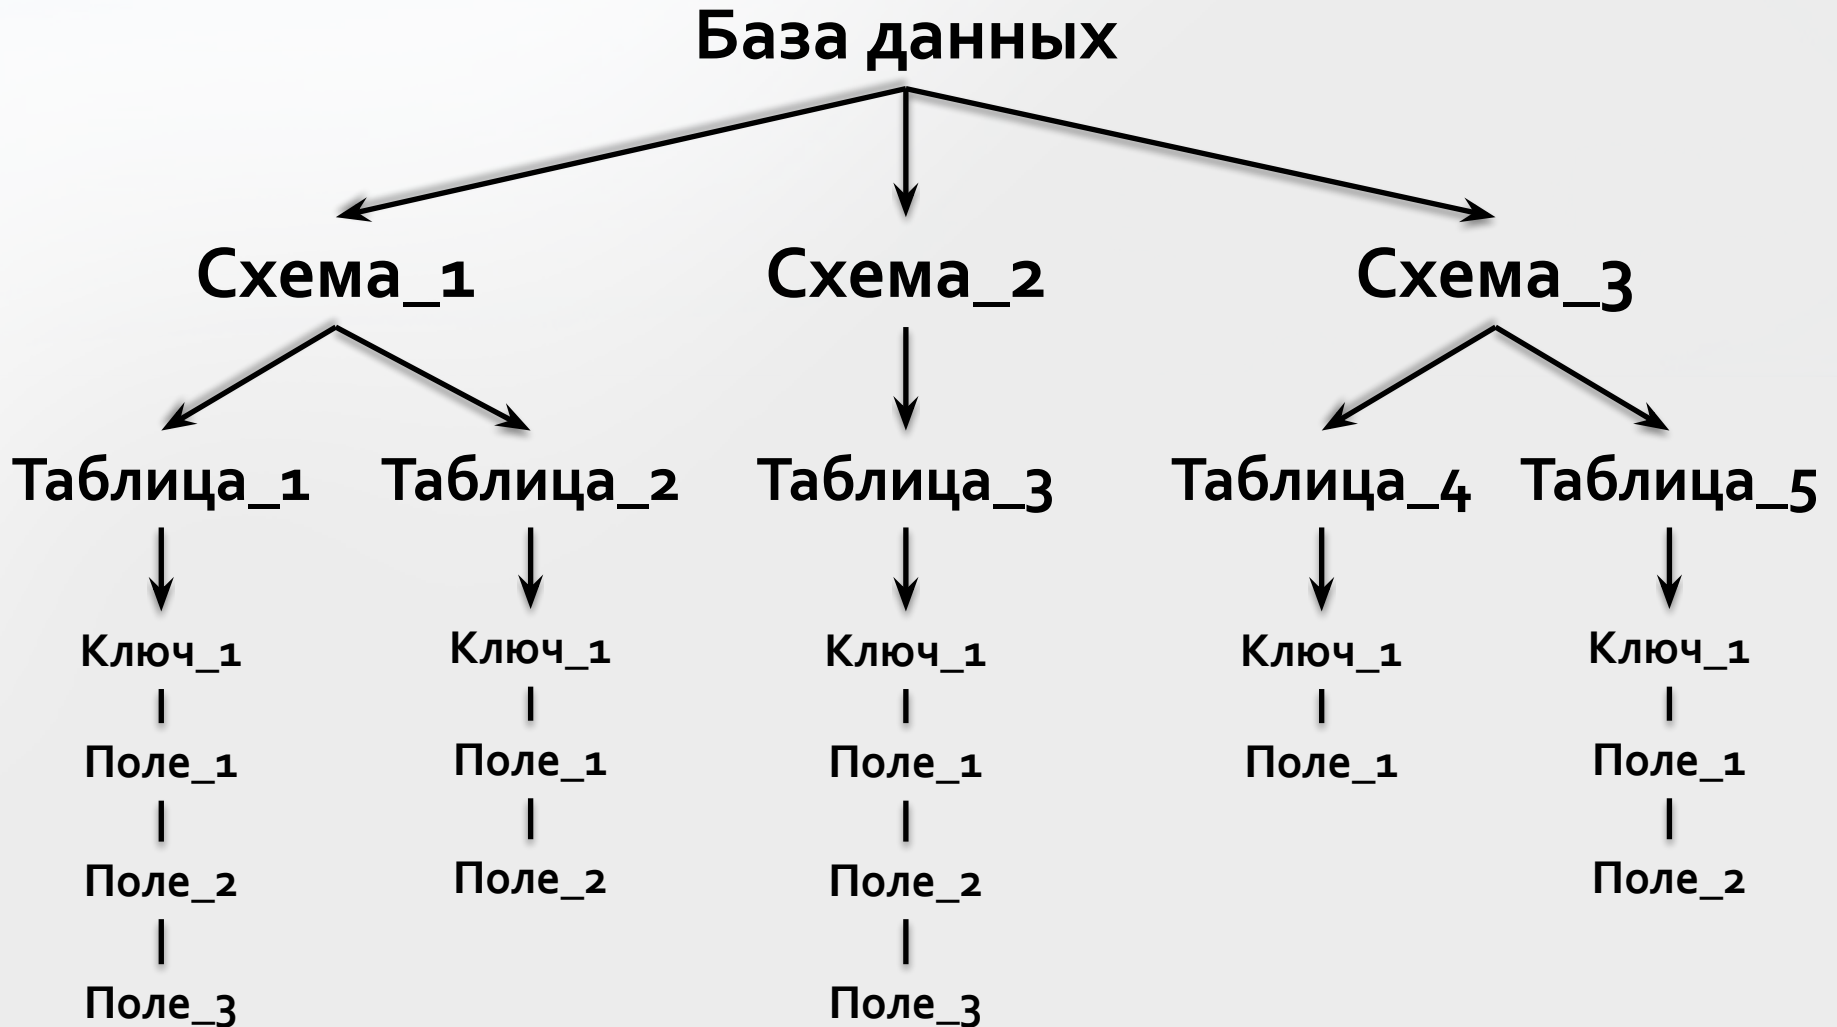 База данных
Схема_1 Схема_2 Схема_3
Таблица_1 Таблица_2 Таблица_3 Таблица_4 Таблица_5
Ключ_1 Ключ_1 Ключ_1 Ключ_1 Ключ_1
Поле_1 Поле_1 Поле_1 Поле_1 Поле_1
Поле_2 Поле_2 Поле_2 Поле_2
Поле_3 Поле_3